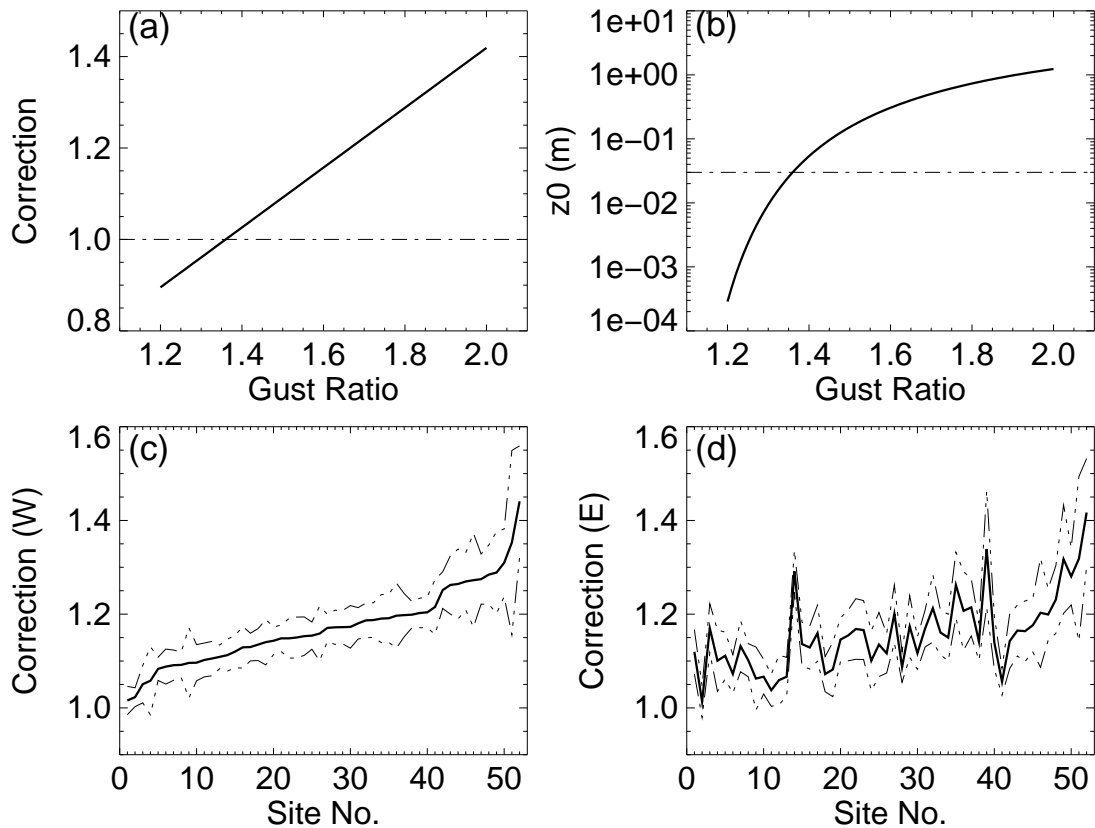 (a)
Correction
1.4
1.2
1.0
0.8
1.2 1.4 1.6 1.8 2.0
Gust Ratio
(b)
z0 (m)
1e+01
1e+00
1e−01
1e−02
1e−03
1e−04
1.2 1.4 1.6 1.8 2.0
Gust Ratio
(c)
Correction (W)
1.6
1.4
1.2
1.0
0 10 20 30 40 50
Site No.
(d)
Correction (E)
1.6
1.4
1.2
1.0
0 10 20 30 40 50
Site No.